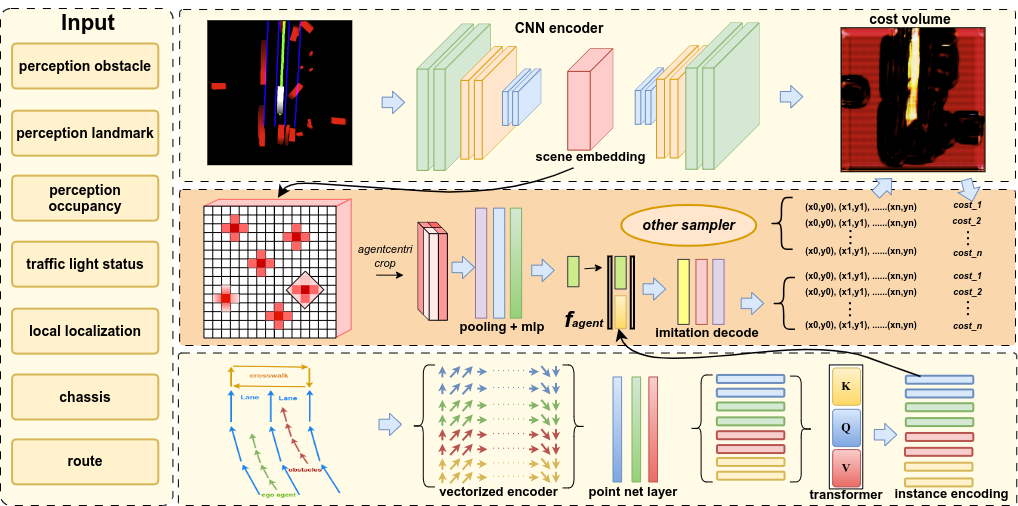 Input
perception obstacle
perception landmark
perception
occupancy
traffic light status
local localization
chassis
route
CNN encoder
scene embedding
cost volume
agentcentri
crop
pooling + mlp
fagent
other sampler
imitation decode
(x0,y0), (x1,y1), ......(xn,yn) cost_1
(x0,y0), (x1,y1), ......(xn,yn) cost_2
(x0,y0), (x1,y1), ......(xn,yn) cost_n
(x0,y0), (x1,y1), ......(xn,yn) cost_1
(x0,y0), (x1,y1), ......(xn,yn) cost_2
(x0,y0), (x1,y1), ......(xn,yn) cost_n
crosswalk
Lane Lane
obstacles
ego agent
vectorized encoder
point net layer
K
Q
V
transformer
instance encoding